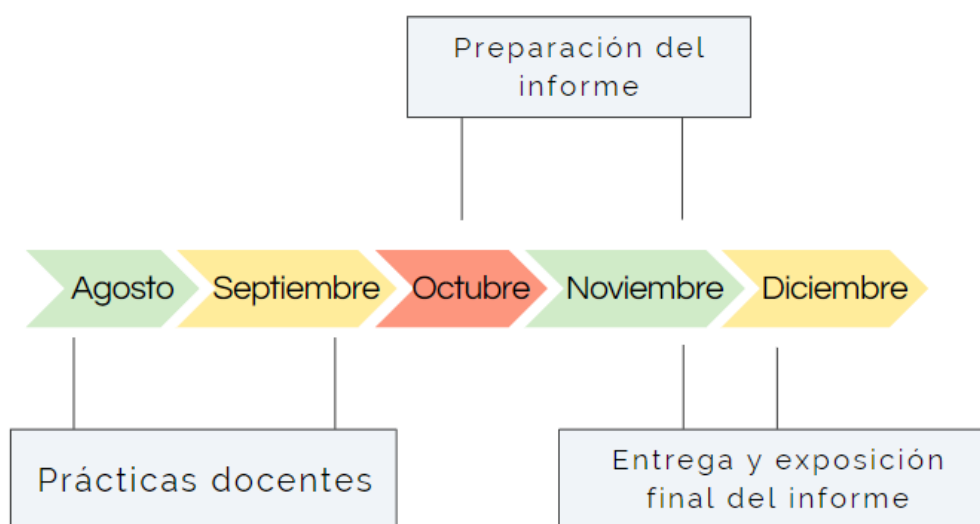 Preparación del
informe
Agosto
Septiembre
Octubre
Noviembre
Diciembre
Prácticas docentes
Entrega y exposición
final del informe